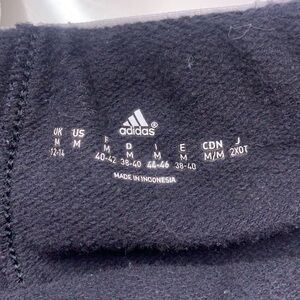 adidas®
UK US F D I E CDN J
M M M M M M M/M 2XOT
12-14 40-42 38-40 44-46 38-40
MADE IN INDONESIA